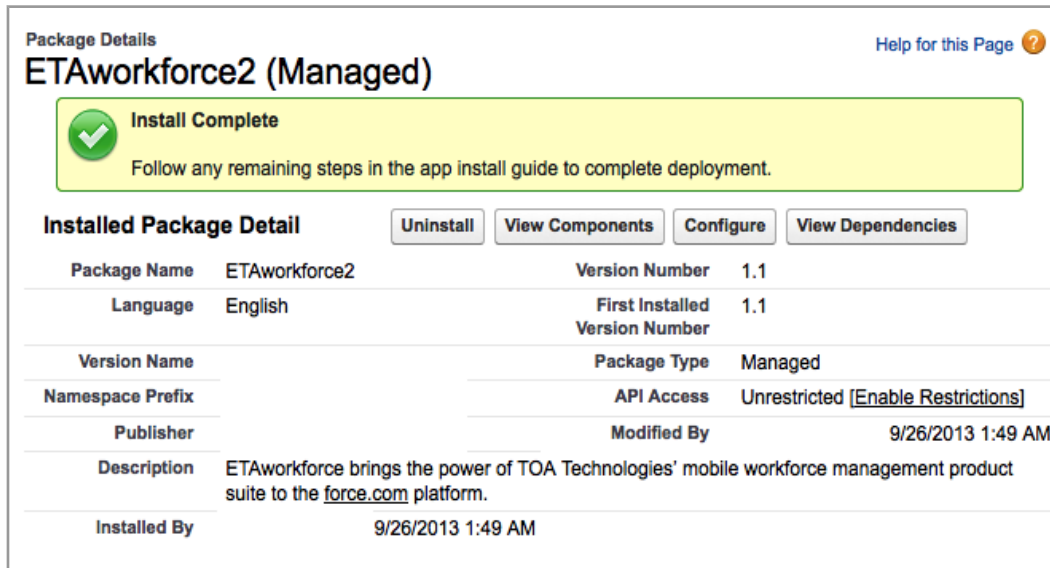 Package Details
Help for this Page ?
ETAworkforce2 (Managed)
Install Complete
Follow any remaining steps in the app install guide to complete deployment.
Installed Package Detail
Uninstall View Components Configure View Dependencies
Package Name ETAworkforce2 Version Number 1.1
Language English First Installed Version Number 1.1
Version Name Package Type Managed
Namespace Prefix API Access Unrestricted [Enable Restrictions]
Publisher Modified By 9/26/2013 1:49 AM
Description ETAworkforce brings the power of TOA Technologies' mobile workforce management product
suite to the force.com platform.
Installed By 9/26/2013 1:49 AM